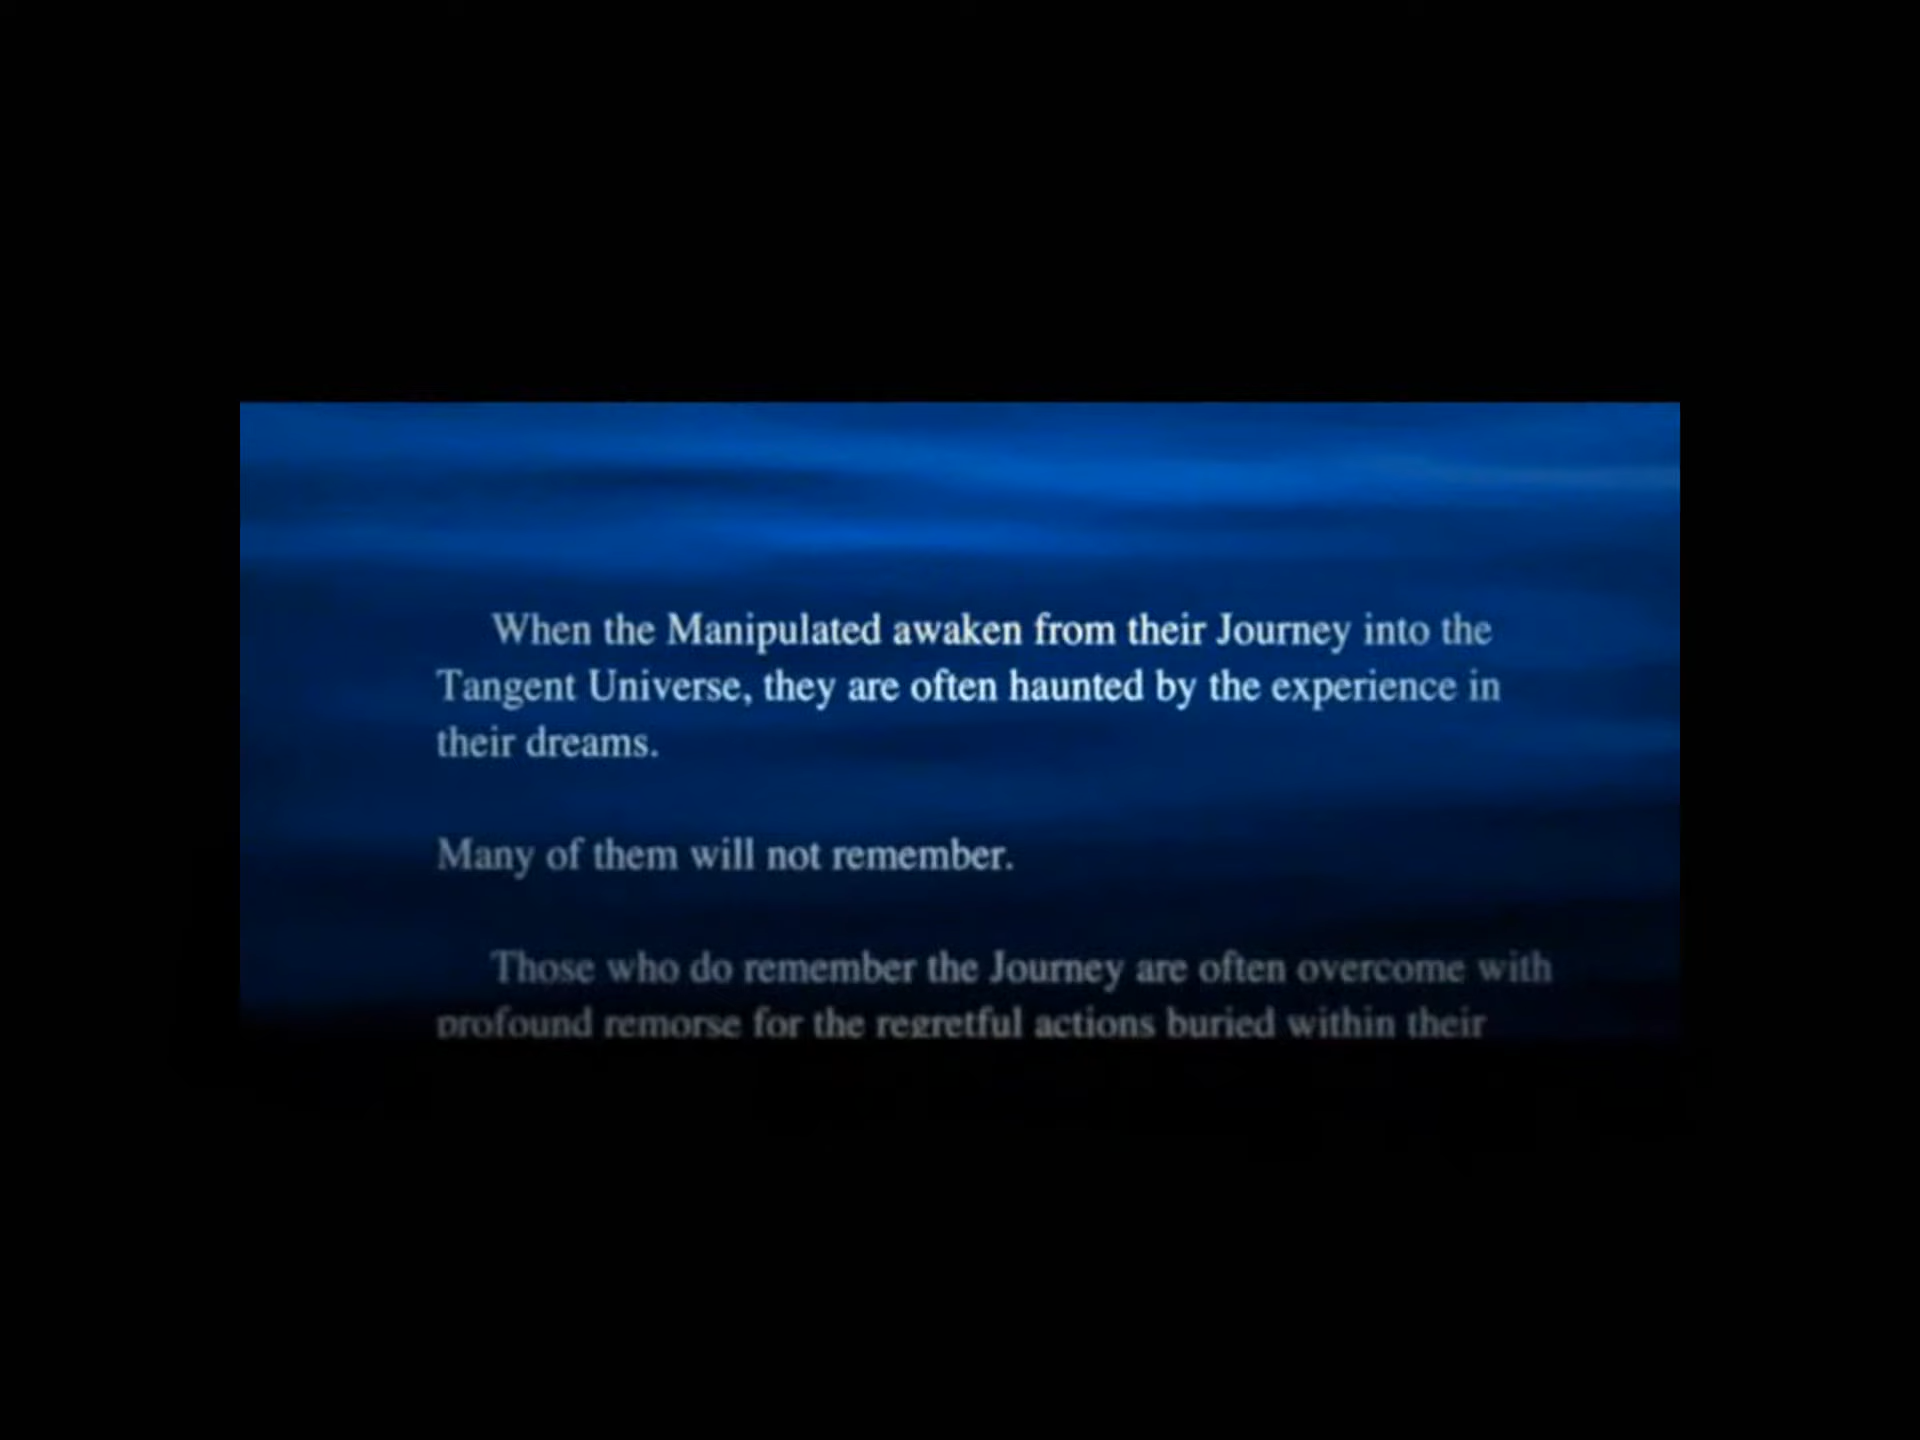 When the Manipulated awaken from their Journey into the
Tangent Universe, they are often haunted by the experience in
their dreams.
Many of them will not remember.
Those who do remember the Journey are often overcome with
profound remorse for the regretful actions buried within their